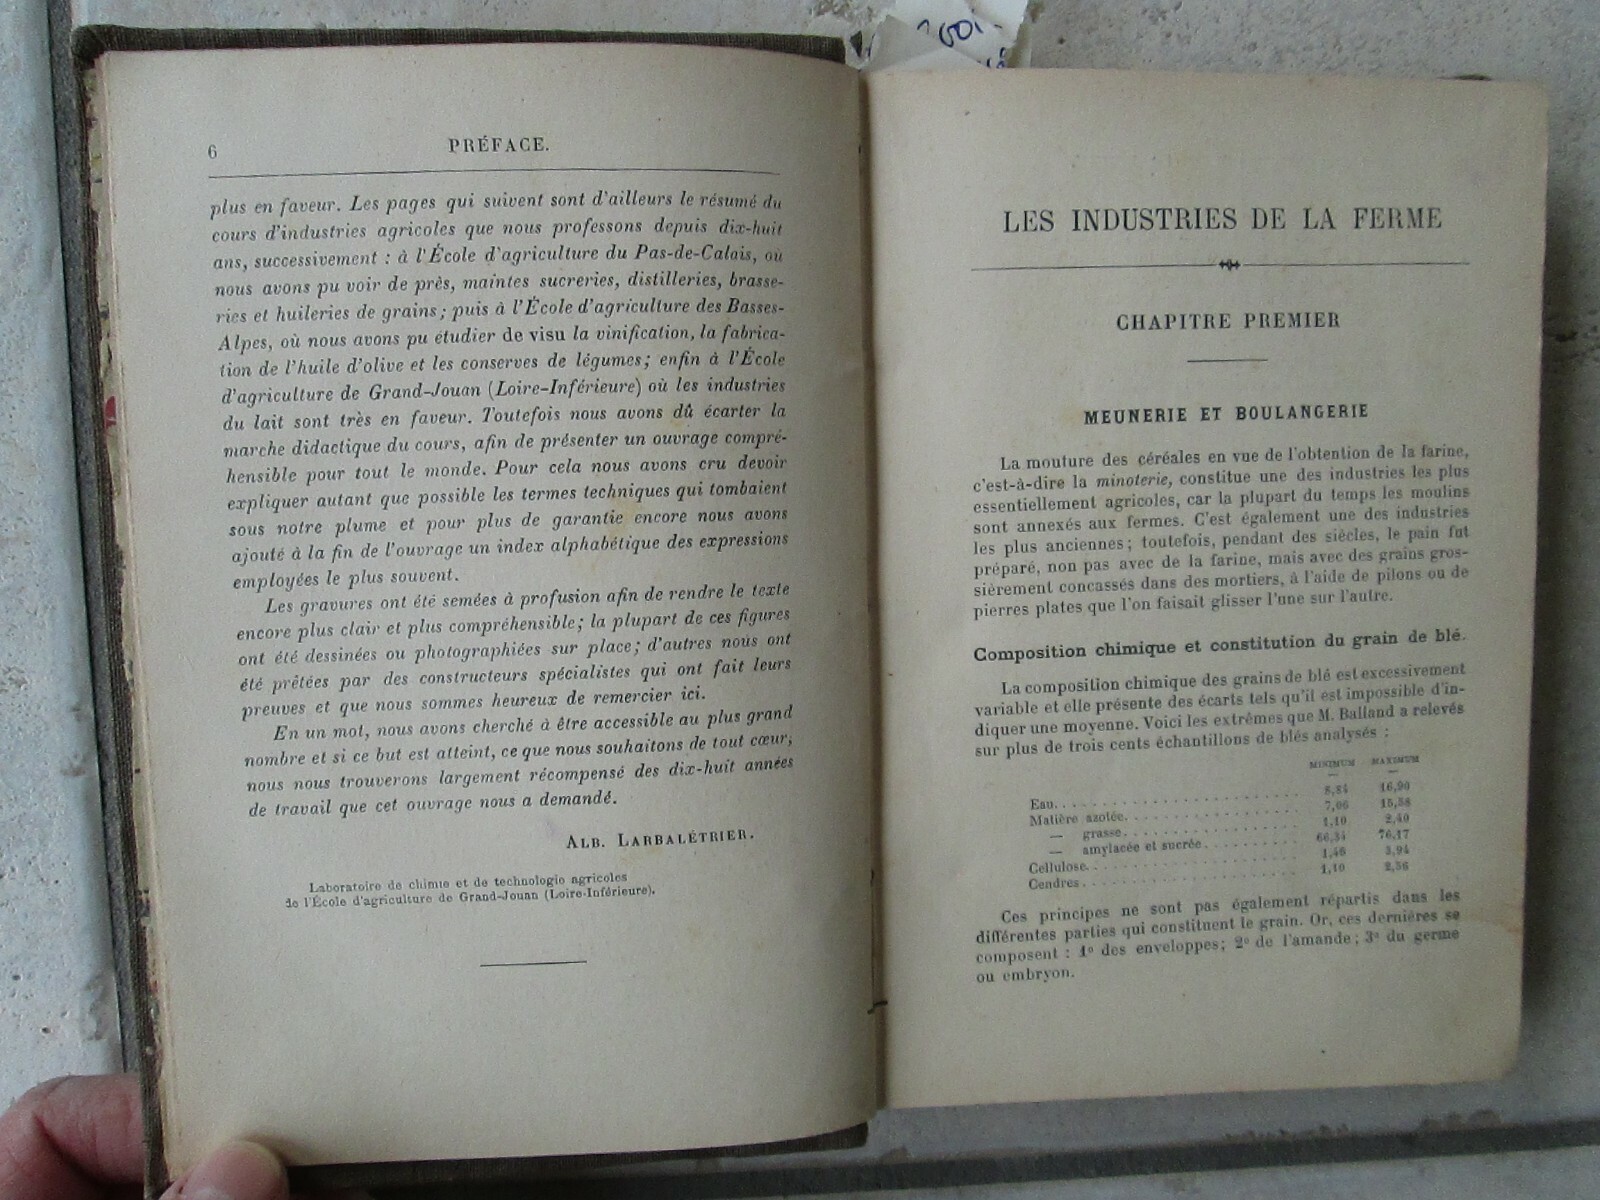 6
PRÉFACE.
plus en faveur. Les pages qui suivent sont d'ailleurs le résumé du
cours d'industries agricoles que nous professons depuis dix-huit
ans, successivement : à l'École d'agriculture du Pas-de-Calais, où
nous avons pu voir de près, maintes sucreries, distilleries, brasse-
ries et huileries de grains; puis à l'École d'agriculture des Basses-
Alpes, où nous avons pu étudier de visu la vinification, la fabrica-
tion de l'huile d'olive et les conserves de légumes; enfin à l'École
d'agriculture de Grand-Jouan (Loire-Inférieure) où les industries
du lait sont très en faveur. Toutefois nous avons dû écarter la
marche didactique du cours, afin de présenter un ouvrage compré-
hensible pour tout le monde. Pour cela nous avons cru devoir
expliquer autant que possible les termes techniques qui tombaient
sous notre plume et pour plus de garantie encore nous avons
ajouté à la fin de l'ouvrage un index alphabétique des expressions
employées le plus souvent.
Les gravures ont été semées à profusion afin de rendre le texte
encore plus clair et plus compréhensible; la plupart de ces figures
ont été dessinées ou photographiées sur place; d'autres nous ont
été prêtées par des constructeurs spécialistes qui ont fait leurs
preuves et que nous sommes heureux de remercier ici.
En un mot, nous avons cherché à être accessible au plus grand
nombre et si ce but est atteint, ce que nous souhaitons de tout cœur,
nous nous trouverons largement récompensé des dix-huit années
de travail que cet ouvrage nous a demandé.
ALB. LARBALÉTRIER.
Laboratoire de chimie et de technologie agricoles
de l'École d'agriculture de Grand-Jouan (Loire-Inférieure).
LES INDUSTRIES DE LA FERME
CHAPITRE PREMIER
MEUNERIE ET BOULANGERIE
La mouture des céréales en vue de l'obtention de la farine,
c'est-à-dire la minoterie, constitue une des industries les plus
essentiellement agricoles, car la plupart du temps les moulins
sont annexés aux fermes. C'est également une des industries
les plus anciennes; toutefois, pendant des siècles, le pain fut
préparé, non pas avec de la farine, mais avec des grains gros-
sièrement concassés dans des mortiers, à l'aide de pilons ou de
pierres plates que l'on faisait glisser l'une sur l'autre.
Composition chimique et constitution du grain de blé.
La composition chimique des grains de blé est excessivement
variable et elle présente des écarts tels qu'il est impossible d'in-
diquer une moyenne. Voici les extrêmes que M. Balland a relevés
sur plus de trois cents échantillons de blés analysés :
MINIMUM MAXIMUM
Eau. 8,84 16,90
Matière azotée. 7,06 15,58
— grasse. 1,10 2,40
— amylacée et sucrée. 66,34 76,17
Cellulose. 1,46 3,94
Cendres. 1,10 2,56
Ces principes ne sont pas également répartis dans les
différentes parties qui constituent le grain. Or, ces dernières se
composent : 1° des enveloppes; 2° de l'amande; 3° du germe
ou embryon.